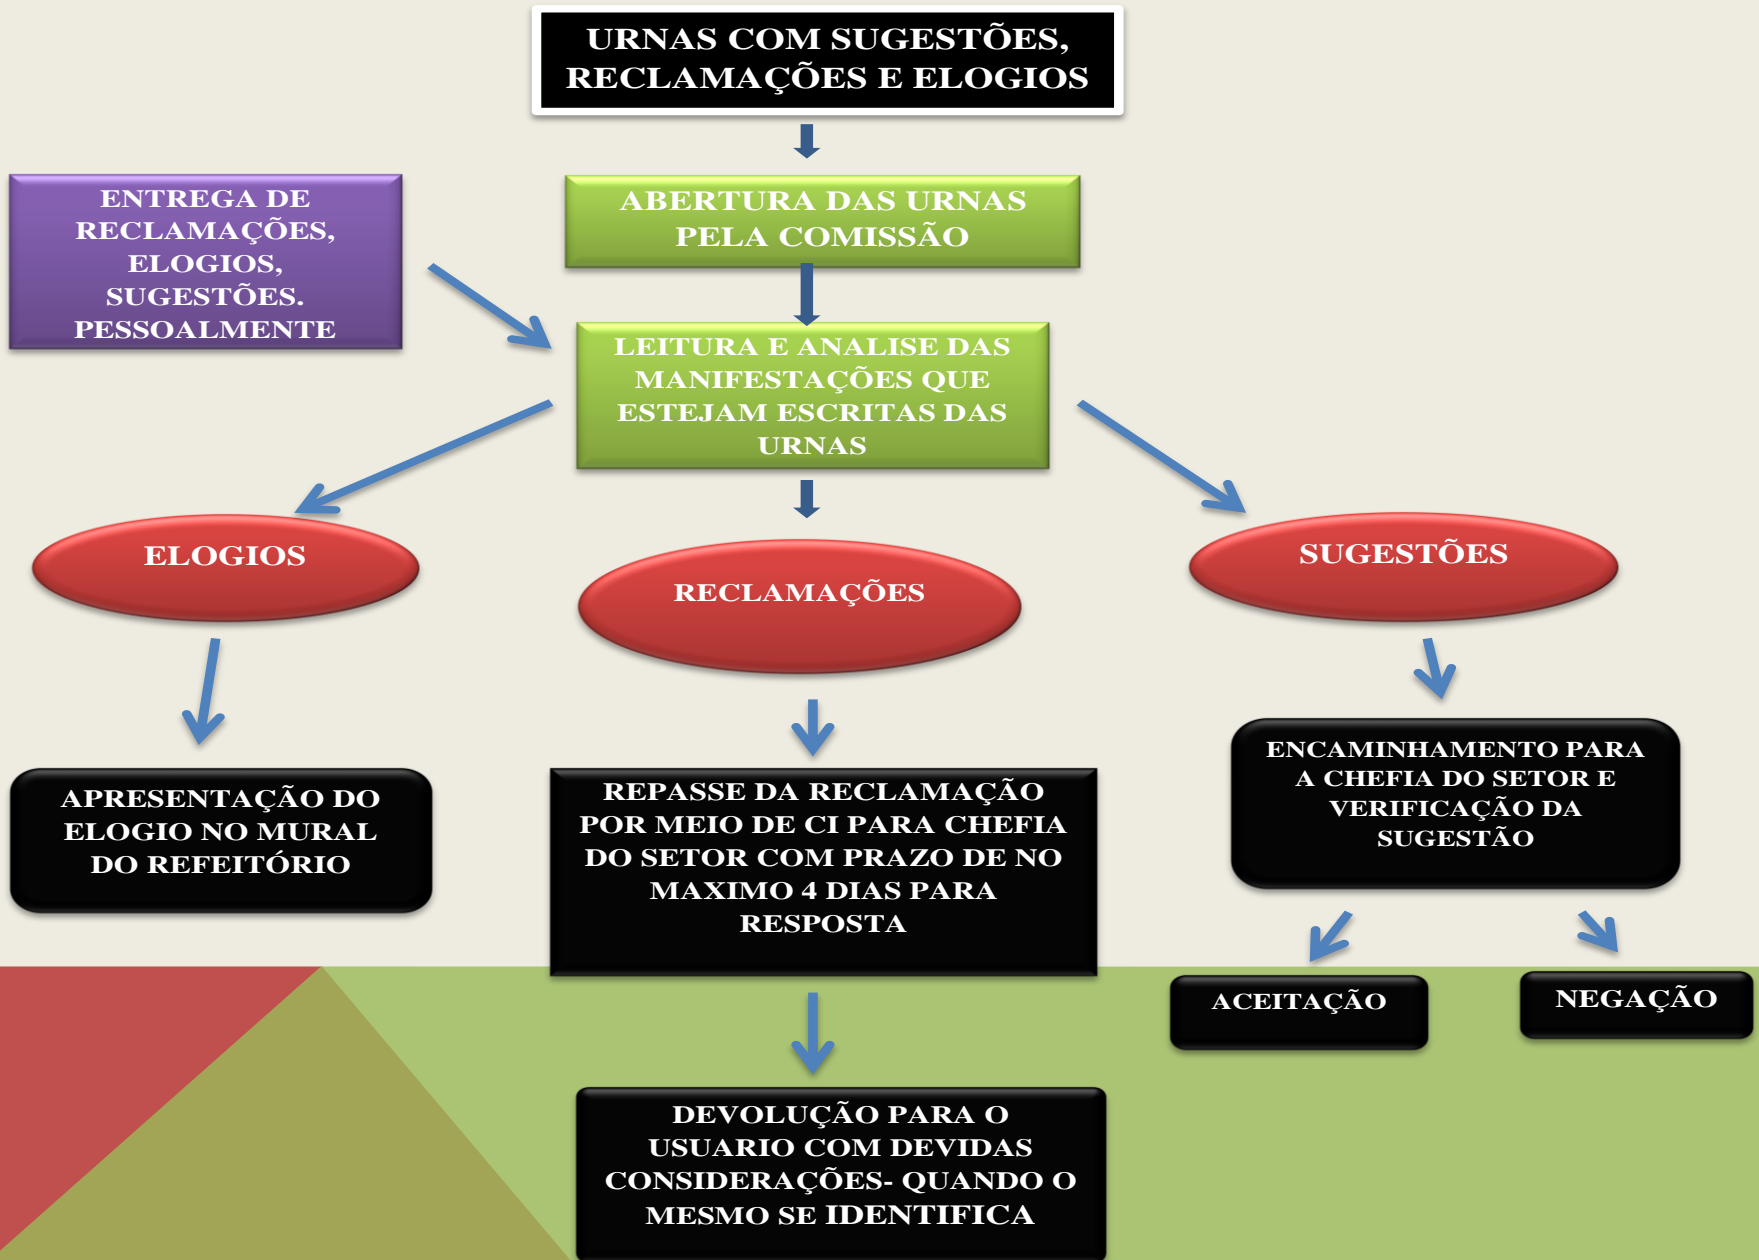 URNAS COM SUGESTÕES,
RECLAMAÇÕES E ELOGIOS
ENTREGA DE
RECLAMAÇÕES,
ELOGIOS,
SUGESTÕES.
PESSOALMENTE
ABERTURA DAS URNAS
PELA COMISSÃO
LEITURA E ANALISE DAS
MANIFESTAÇÕES QUE
ESTEJAM ESCRITAS DAS
URNAS
ELOGIOS
RECLAMAÇÕES
SUGESTÕES
APRESENTAÇÃO DO
ELOGIO NO MURAL
DO REFEITÓRIO
REPASSE DA RECLAMAÇÃO
POR MEIO DE CI PARA CHEFIA
DO SETOR COM PRAZO DE NO
MAXIMO 4 DIAS PARA
RESPOSTA
ENCAMINHAMENTO PARA
A CHEFIA DO SETOR E
VERIFICAÇÃO DA
SUGESTÃO
ACEITAÇÃO
NEGAÇÃO
DEVOLUÇÃO PARA O
USUARIO COM DEVIDAS
CONSIDERAÇÕES- QUANDO O
MESMO SE IDENTIFICA